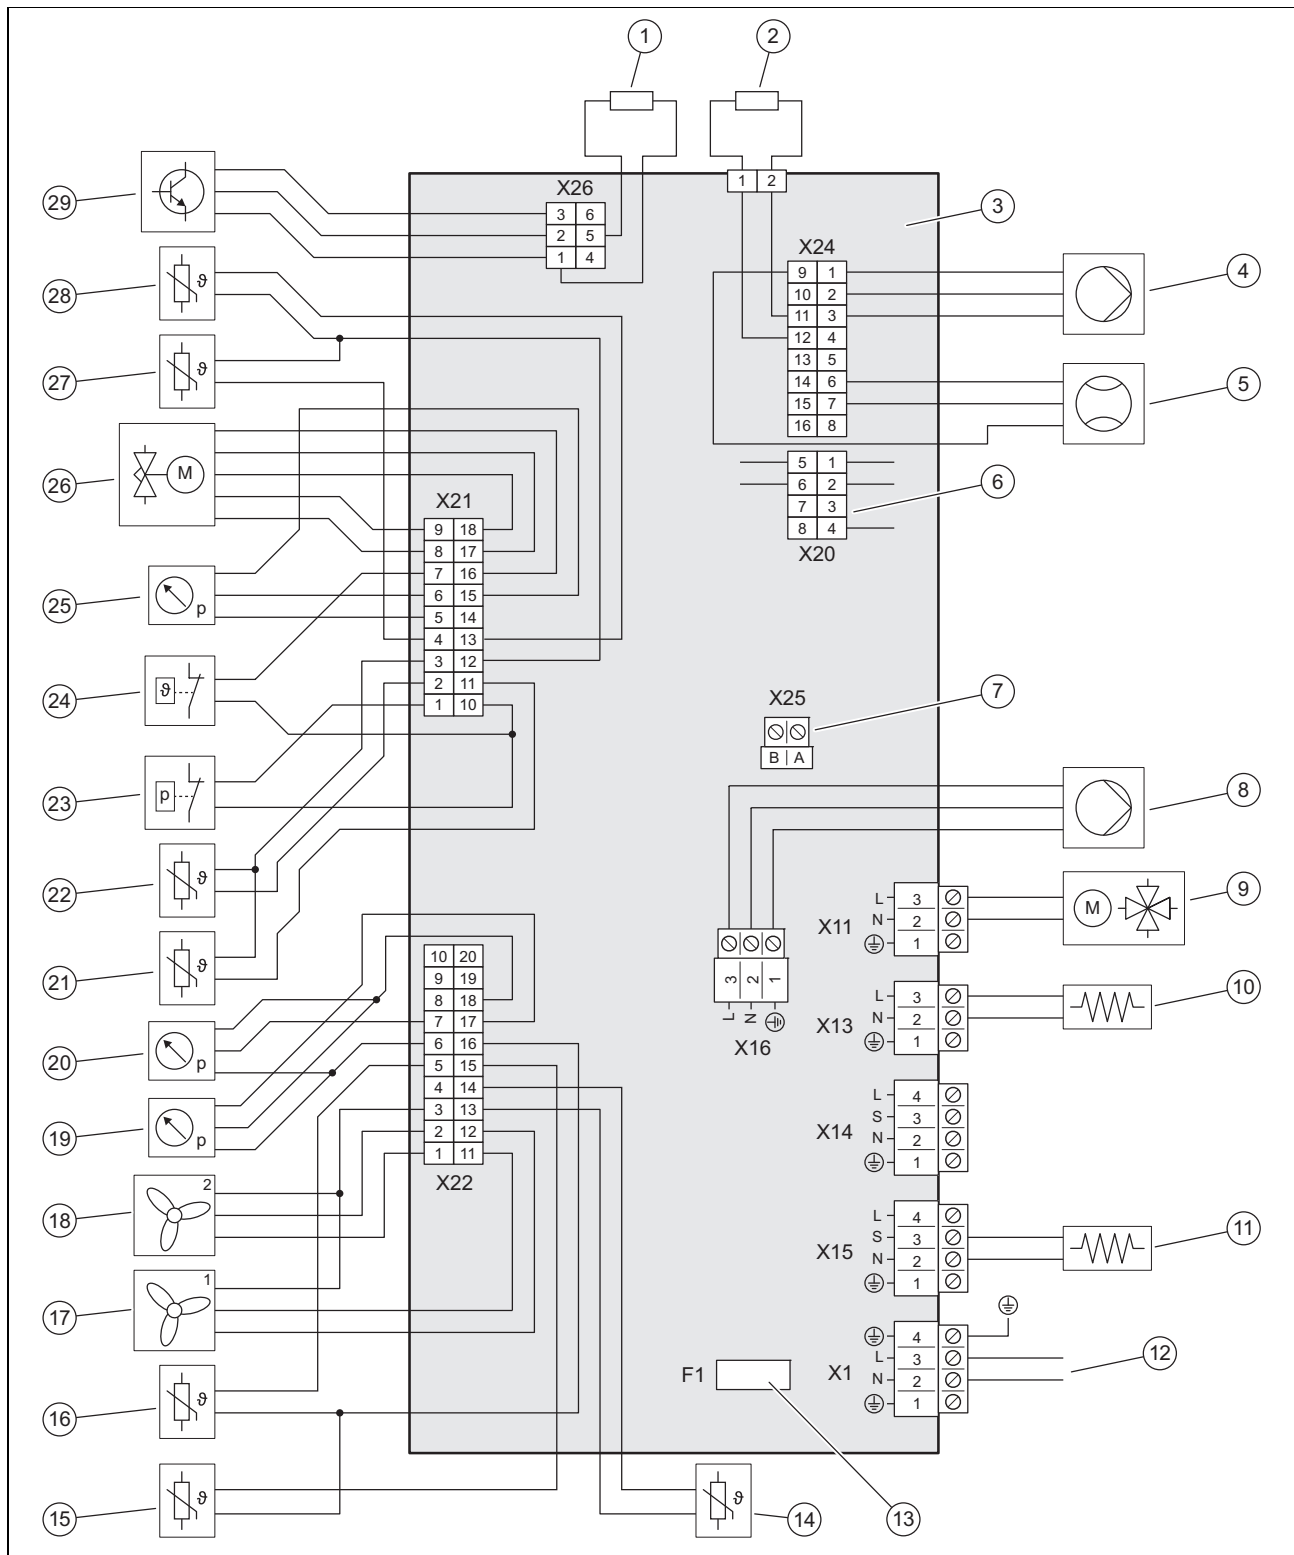 1
2
29
X26
3 6
2 5
1 4
1 2
3
X24
9 1
10 2
11 3
12 4
13 5
14 6
15 7
16 8
4
ϑ
28
ϑ
27
5
M
26
5 1
6 2
7 3
8 4
X20
6
X21
9 18
8 17
7 16
6 15
5 14
4 13
3 12
2 11
1 10
p
25
ϑ
24
X25
B A
7
p
23
8
ϑ
22
L 3
N 2
1
X11
M
9
ϑ
21
3 2 1
L N
X16
L 3
N 2
1
X13
10
10 20
9 19
8 18
7 17
6 16
5 15
4 14
3 13
2 12
1 11
X22
p
20
p
19
L 4
S 3
N 2
1
X14
2
18
L 4
S 3
N 2
1
X15
11
1
17
F1
4
L 3
N 2
1
X1
12
ϑ
16
ϑ
15
ϑ
14
13